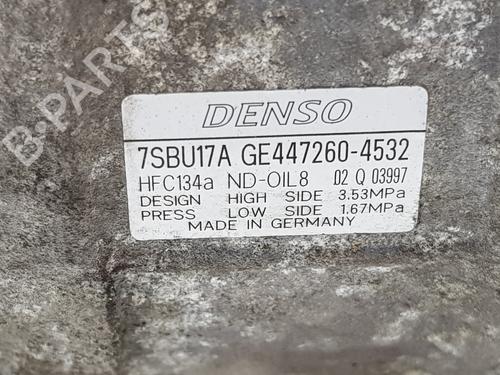 B-PARTS
DENSO
7SBU17A GE447260-4532
HFC134a ND-OIL8 02 Q 03997
DESIGN HIGH SIDE 3.53MPa
PRESS LOW SIDE 1.67MPa
MADE IN GERMANY